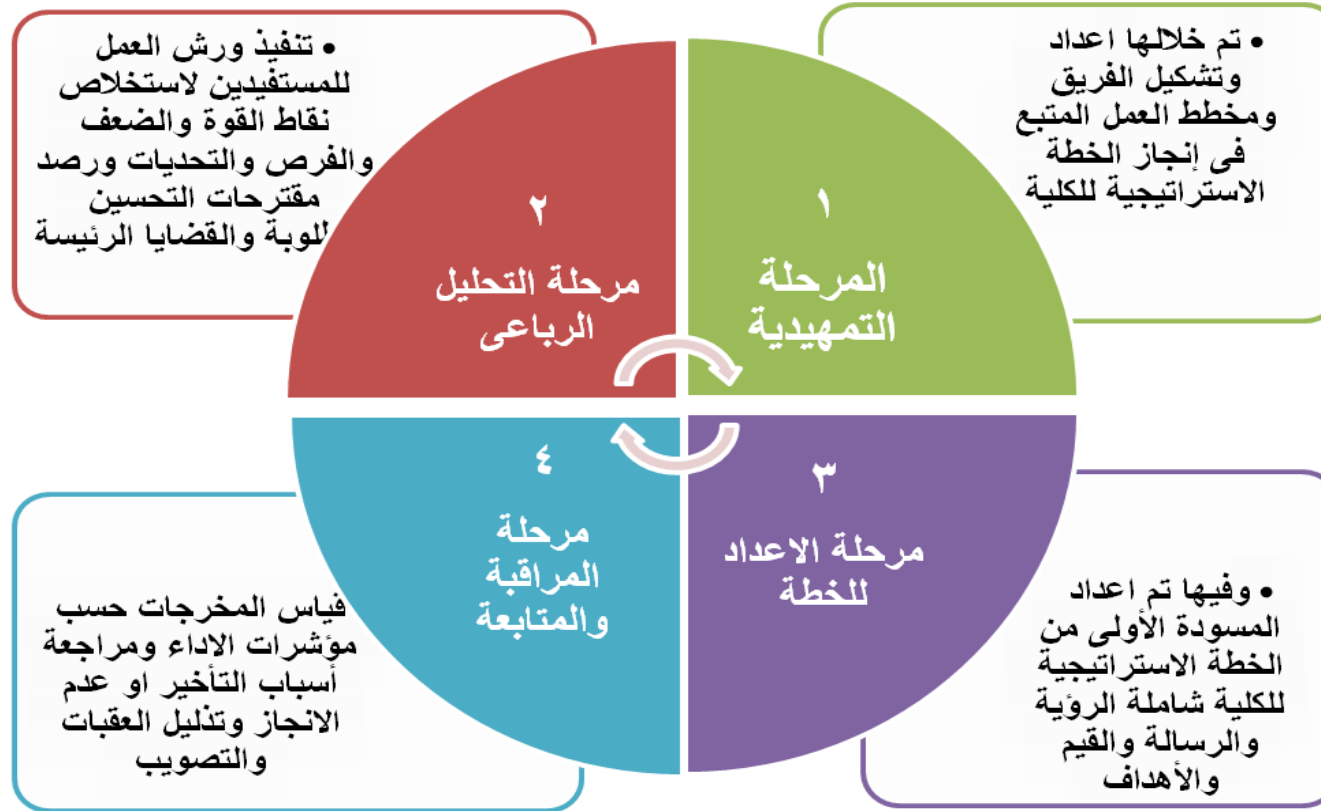 • تم خلالها اعداد
وتشكيل الفريق
ومخطط العمل المتبع
فى إنجاز الخطة
الاستراتيجية للكلية
١
المرحلة
التمهيدية
• تنفيذ ورش العمل
للمستفيدين لاستخلاص
نقاط القوة والضعف
والفرص والتحديات ورصد
مقترحات التحسين
لوبة والقضايا الرئيسة
٢
مرحلة التحليل
الرباعى
٣
مرحلة الاعداد
للخطة
• وفيها تم اعداد
المسودة الأولى من
الخطة الاستراتيجية
للكلية شاملة الرؤية
والرسالة والقيم
والأهداف
٤
مرحلة
المراقبة
والمتابعة
فياس المخرجات حسب
مؤشرات الاداء ومراجعة
أسباب التأخير او عدم
الانجاز وتذليل العقبات
والتصويب